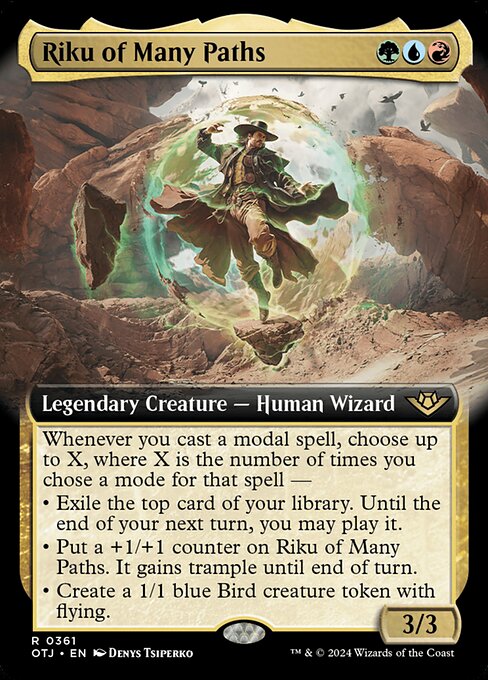 Riku of Many Paths
Legendary Creature — Human Wizard
Whenever you cast a modal spell, choose up
to X, where X is the number of times you
chose a mode for that spell —
• Exile the top card of your library. Until the
end of your next turn, you may play it.
• Put a +1/+1 counter on Riku of Many
Paths. It gains trample until end of turn.
• Create a 1/1 blue Bird creature token with
flying.
3/3
R 0361
OTJ • EN Denys Tsiperko
™ & © 2024 Wizards of the Coast